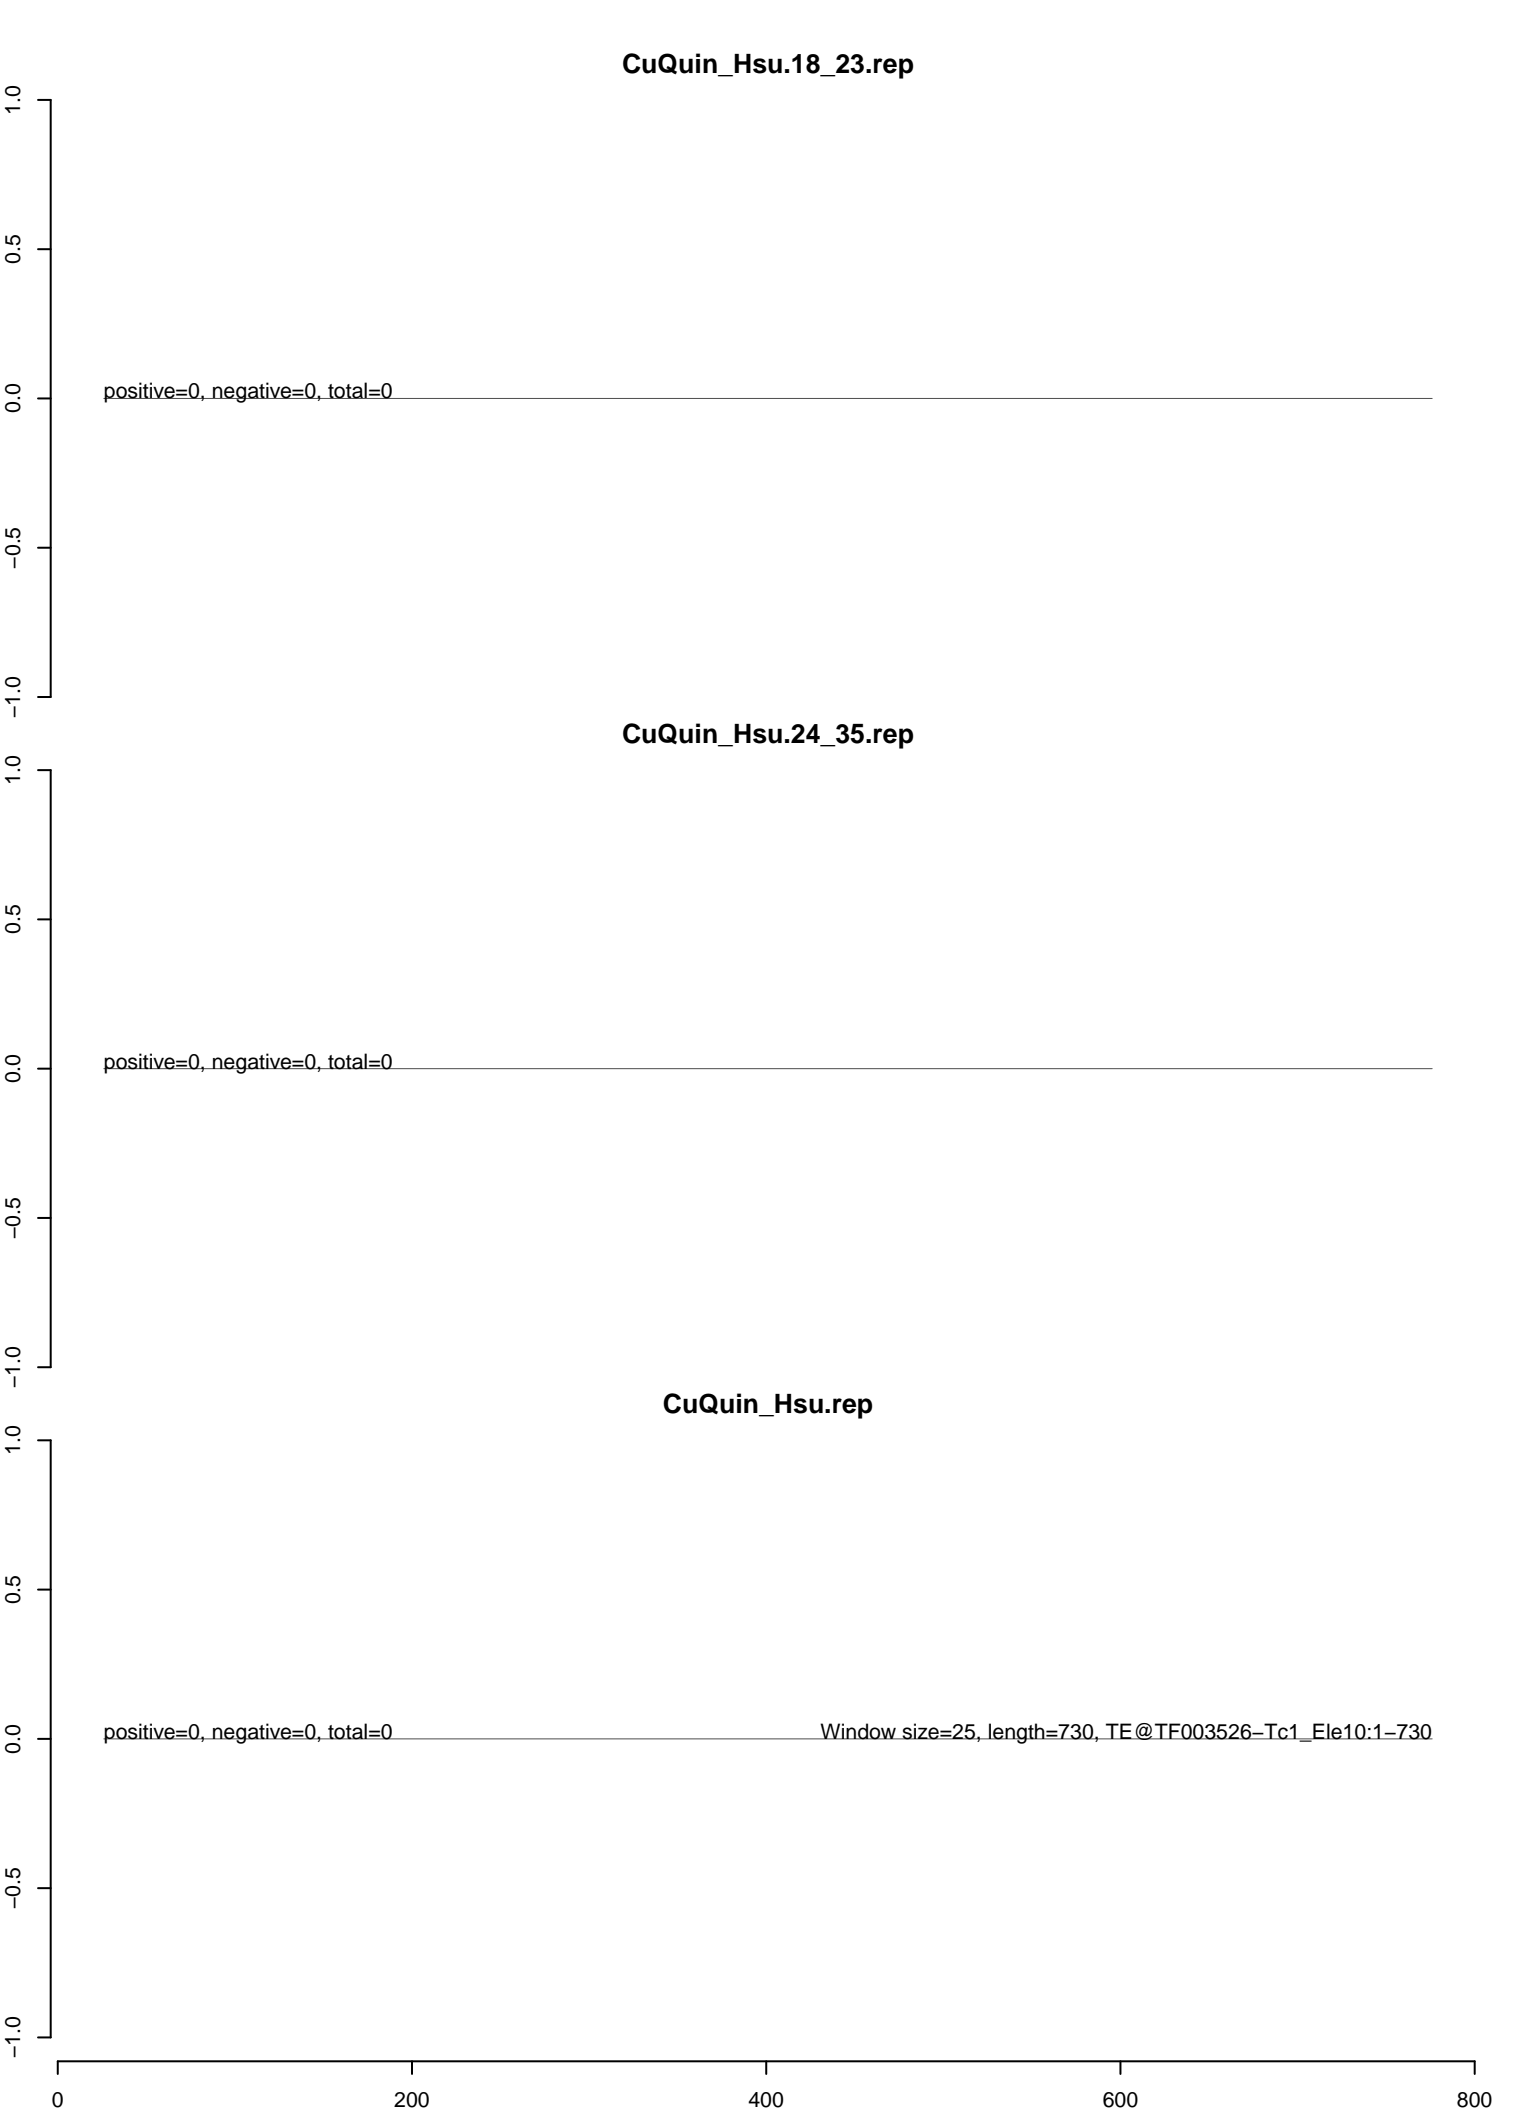 CuQuin_Hsu.18_23.rep
1.0
0.5
0.0
−0.5
−1.0
positive=0, negative=0, total=0
CuQuin_Hsu.24_35.rep
1.0
0.5
0.0
−0.5
−1.0
positive=0, negative=0, total=0
CuQuin_Hsu.rep
1.0
0.5
0.0
−0.5
−1.0
positive=0, negative=0, total=0
Window size=25, length=730, TE@TF003526−Tc1_Ele10:1−730
0 200 400 600 800